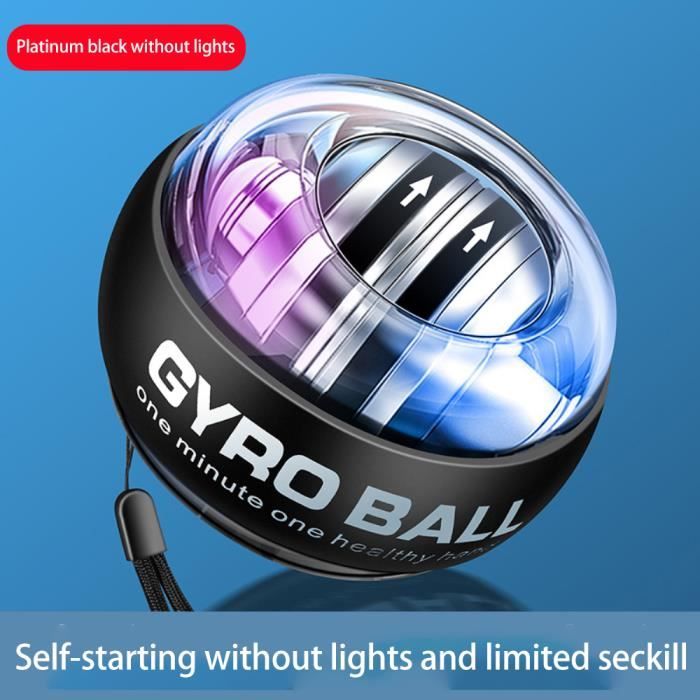 Platinum black without lights
GYRO BALL
one minute one healthy
Self-starting without lights and limited seckill